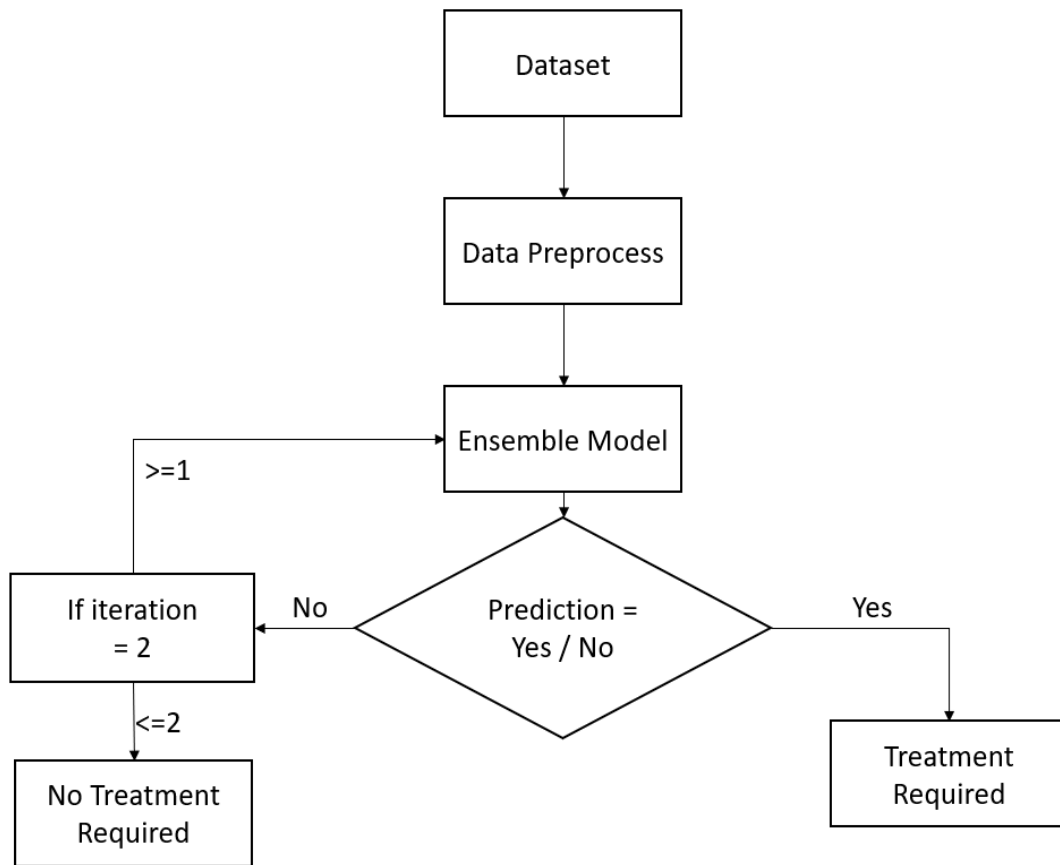 Dataset
Data Preprocess
Ensemble Model
>=1
If iteration
= 2
No
Prediction =
Yes / No
Yes
<=2
No Treatment
Required
Treatment
Required